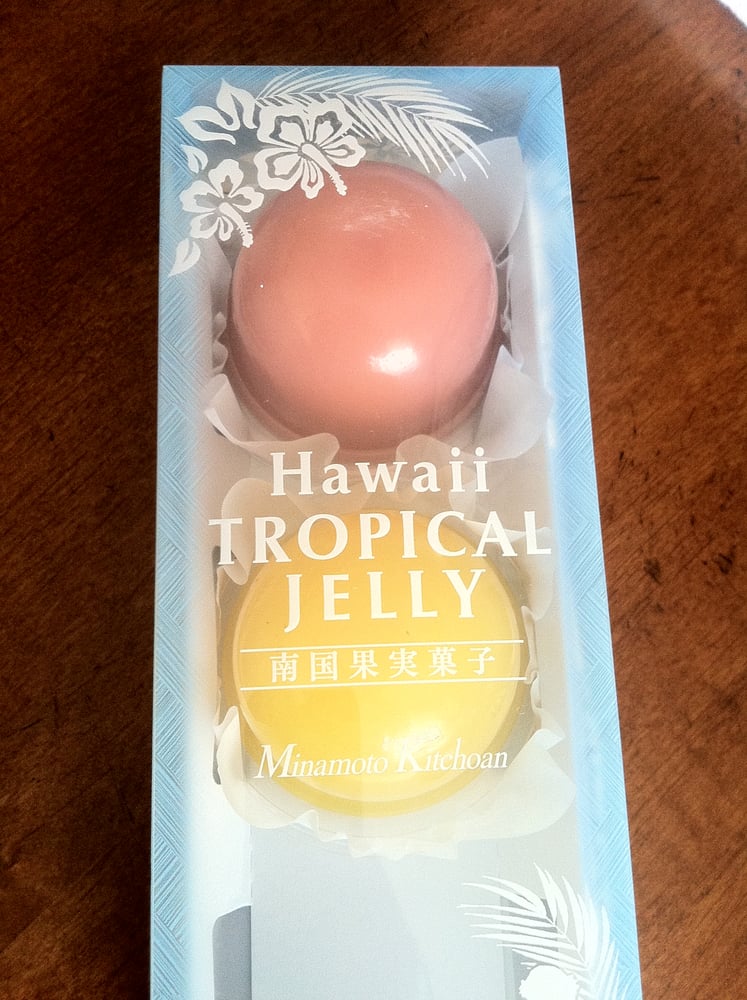 Hawaii
TROPICAL
JELLY
南国果実菓子
Minamoto Kitchoan